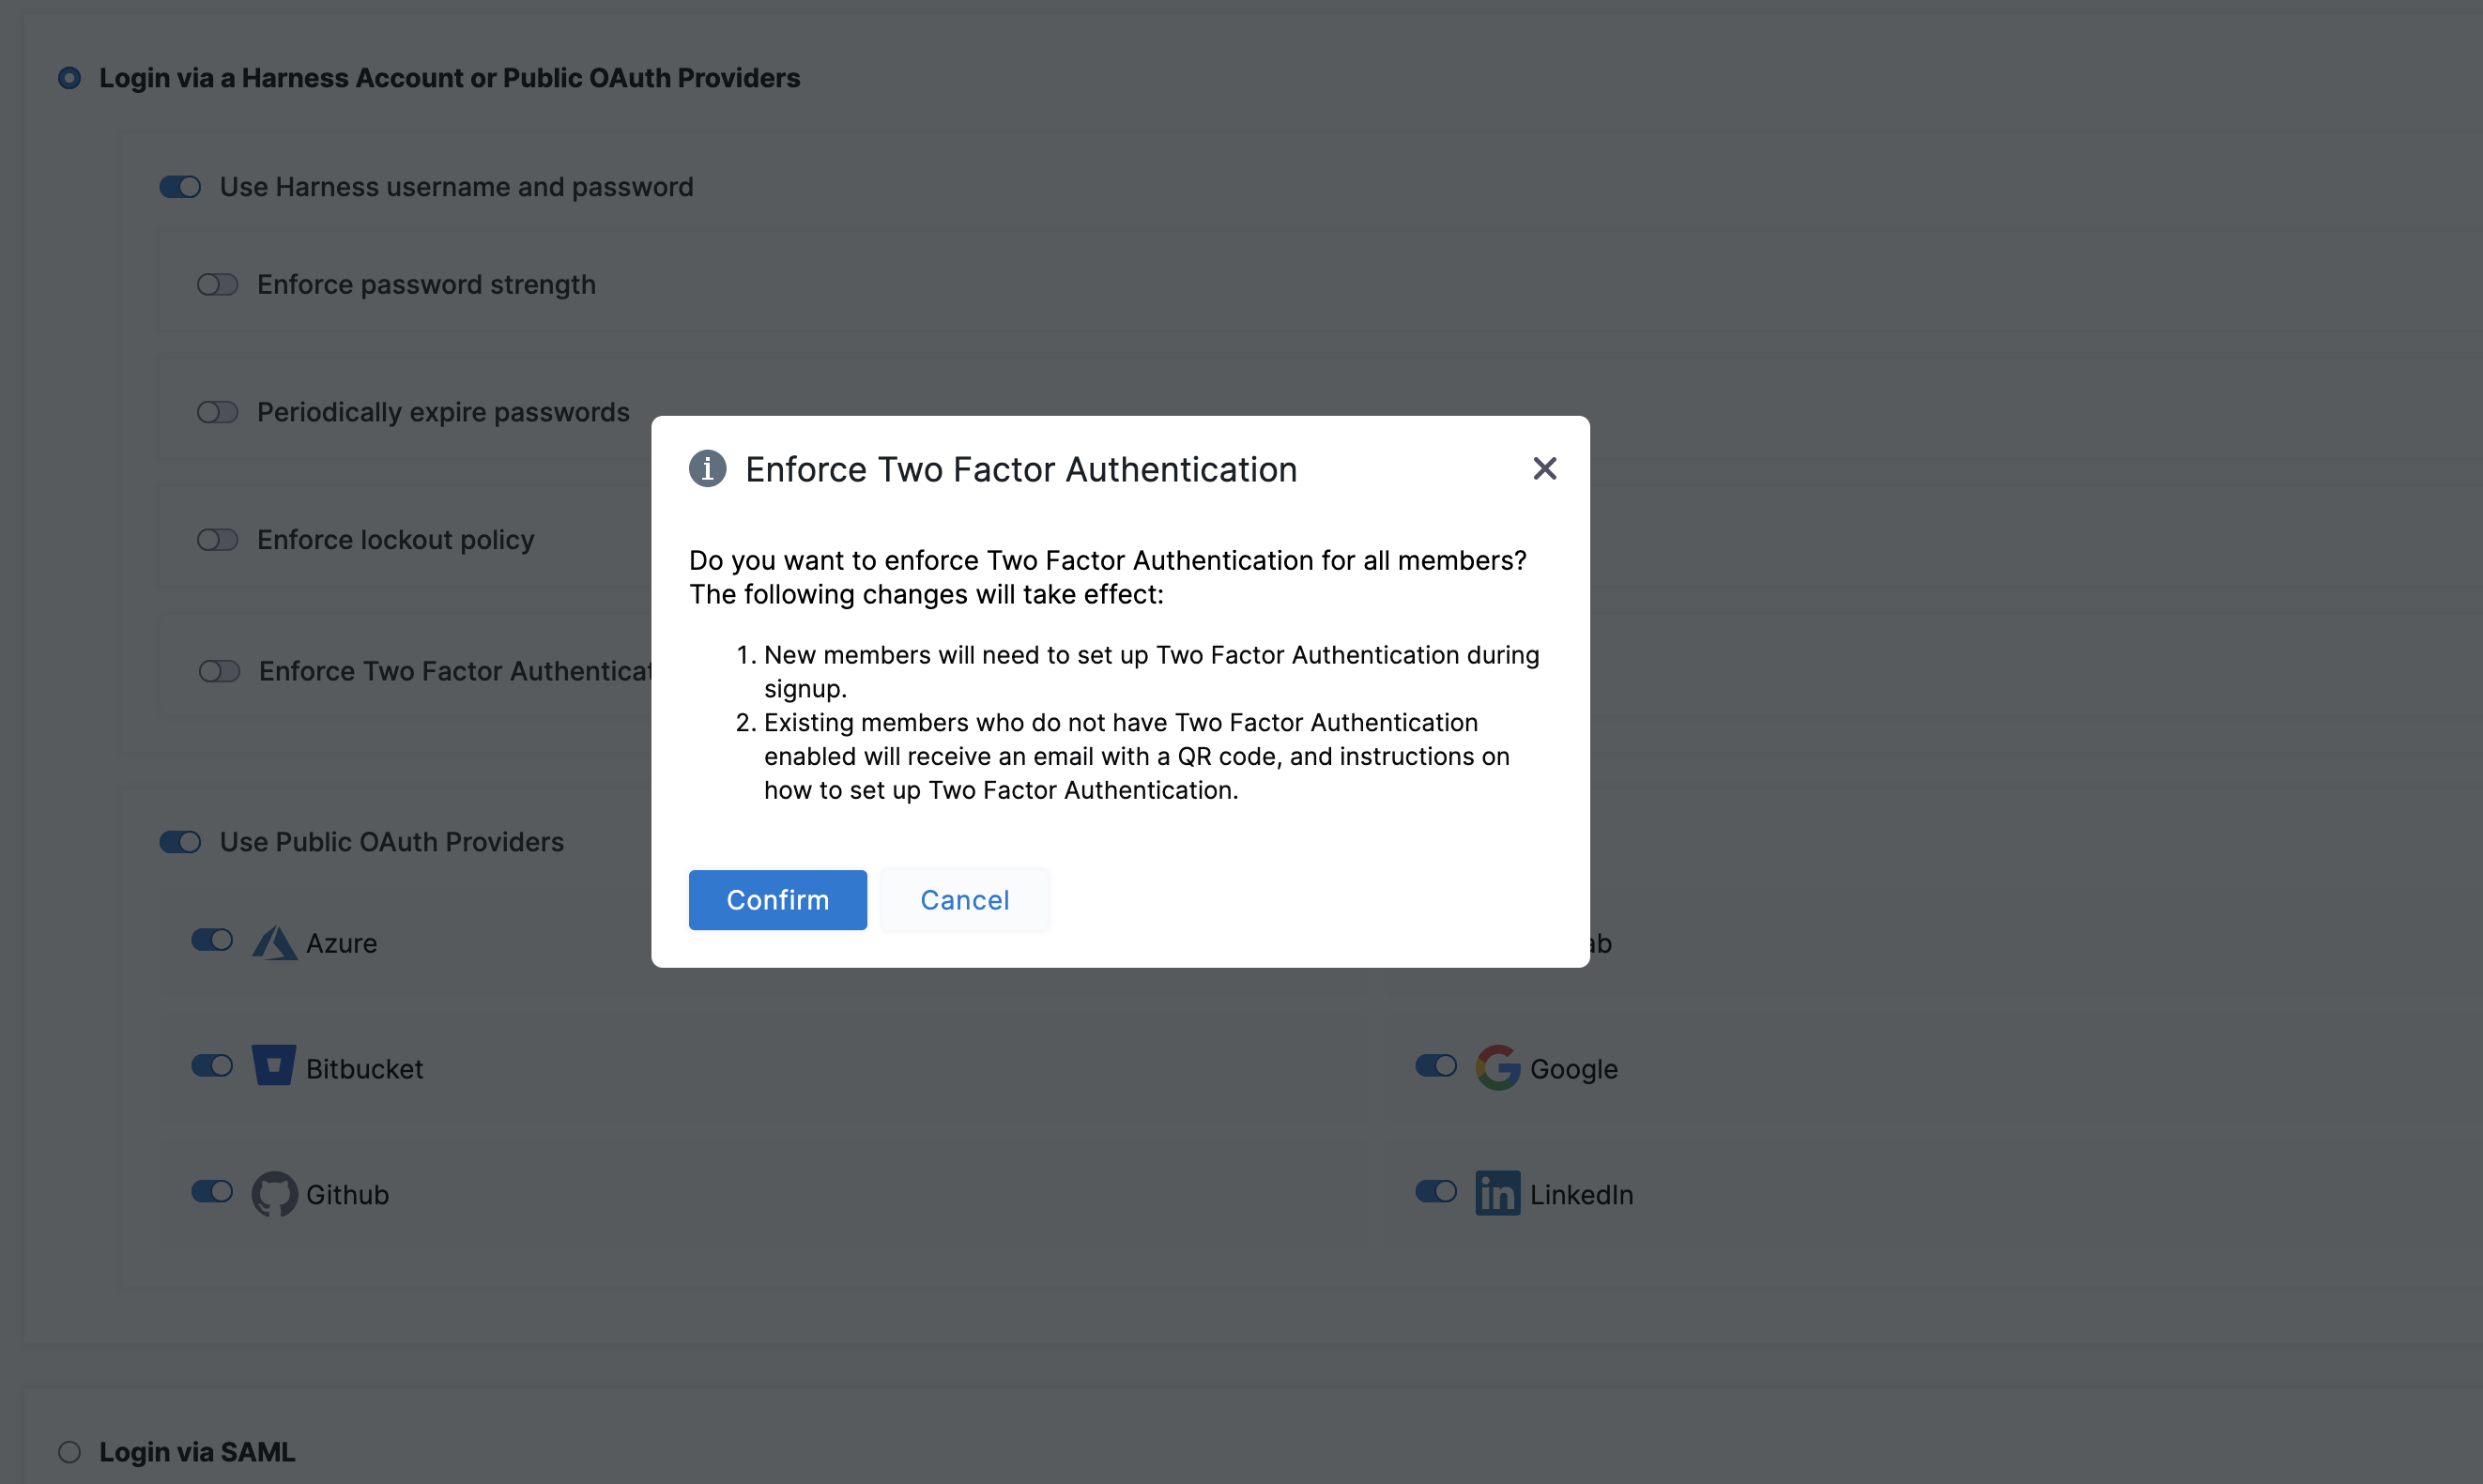 Login via a Harness Account or Public OAuth Providers
Use Harness username and password
Enforce password strength
Periodically expire passwords
Enforce lockout policy
Enforce Two Factor
Enforce Two Factor Authentication
Do you want to enforce Two Factor Authentication for all members?
The following changes will take effect:
1. New members will need to set up Two Factor Authentication during
signup.
2. Existing members who do not have Two Factor Authentication
enabled will receive an email with a QR code, and instructions on
how to set up Two Factor Authentication.
Confirm Cancel
Use Public OAuth Providers
Azure
Bitbucket
Google
Github
LinkedIn
Login via SAML